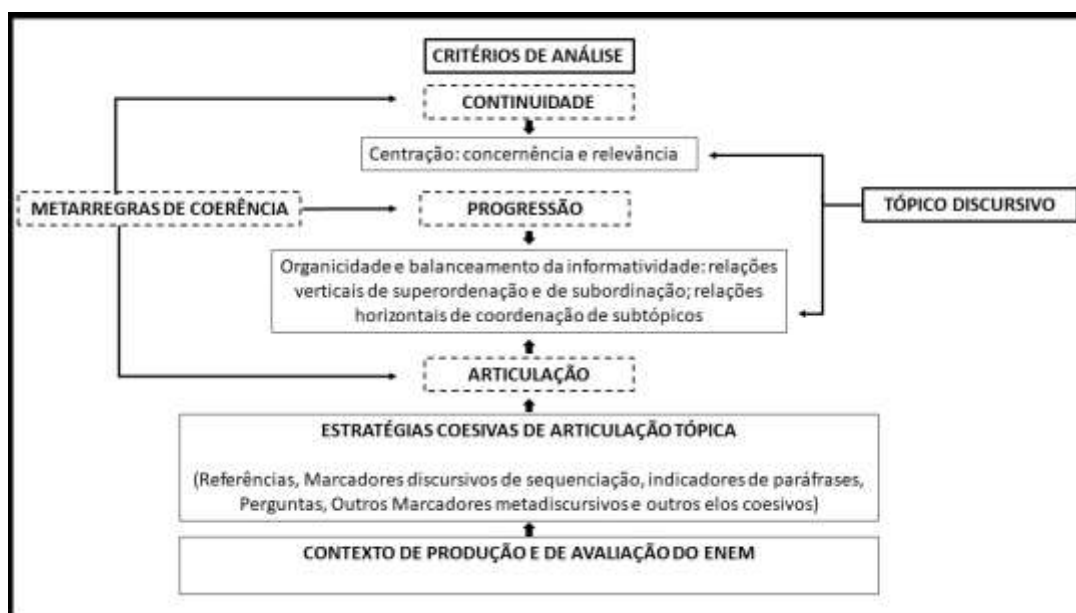 CRITÉRIOS DE ANÁLISE
CONTINUIDADE
Centração: concernência e relevância
METARREGRAS DE COERÊNCIA
PROGRESSÃO
TÓPICO DISCURSIVO
Organicidade e balanceamento da informatividade: relações
verticais de superordenação e de subordinação; relações
horizontais de coordenação de subtópicos
ARTICULAÇÃO
ESTRATÉGIAS COESIVAS DE ARTICULAÇÃO TÓPICA
(Referências, Marcadores discursivos de sequenciação, indicadores de paráfrases,
Perguntas, Outros Marcadores metadiscursivos e outros elos coesivos)
CONTEXTO DE PRODUÇÃO E DE AVALIAÇÃO DO ENEM